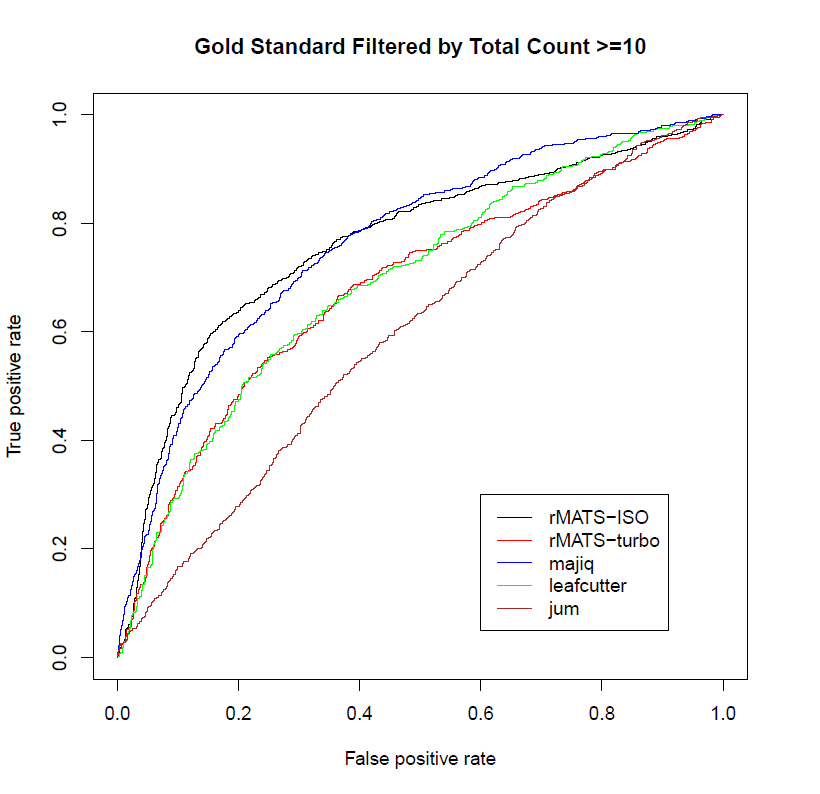 Gold Standard Filtered by Total Count >=10
True positive rate
1.0
0.8
0.6
0.4
0.2
0.0
rMATS−ISO
rMATS−turbo
majiq
leafcutter
jum
0.0 0.2 0.4 0.6 0.8 1.0
False positive rate